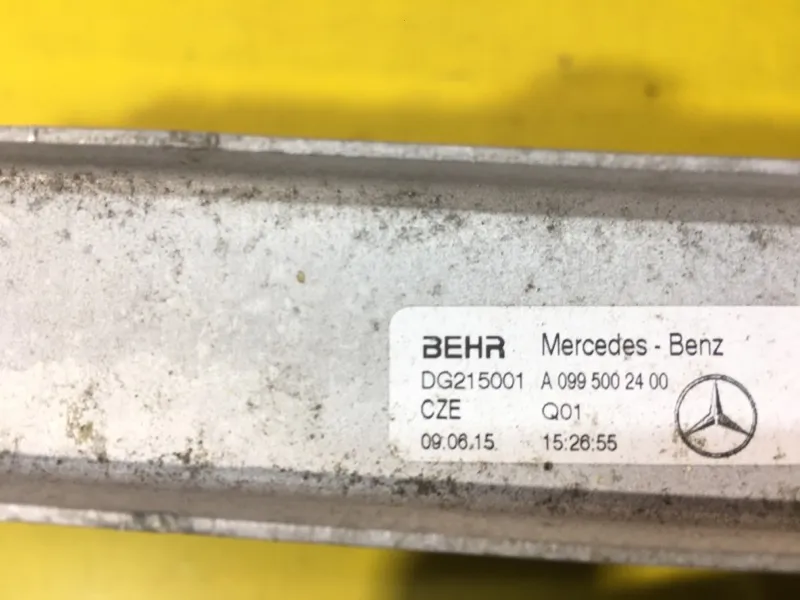 BEHR Mercedes - Benz
DG215001 A 099 500 24 00
CZE Q01
09.06.15 15:26:55